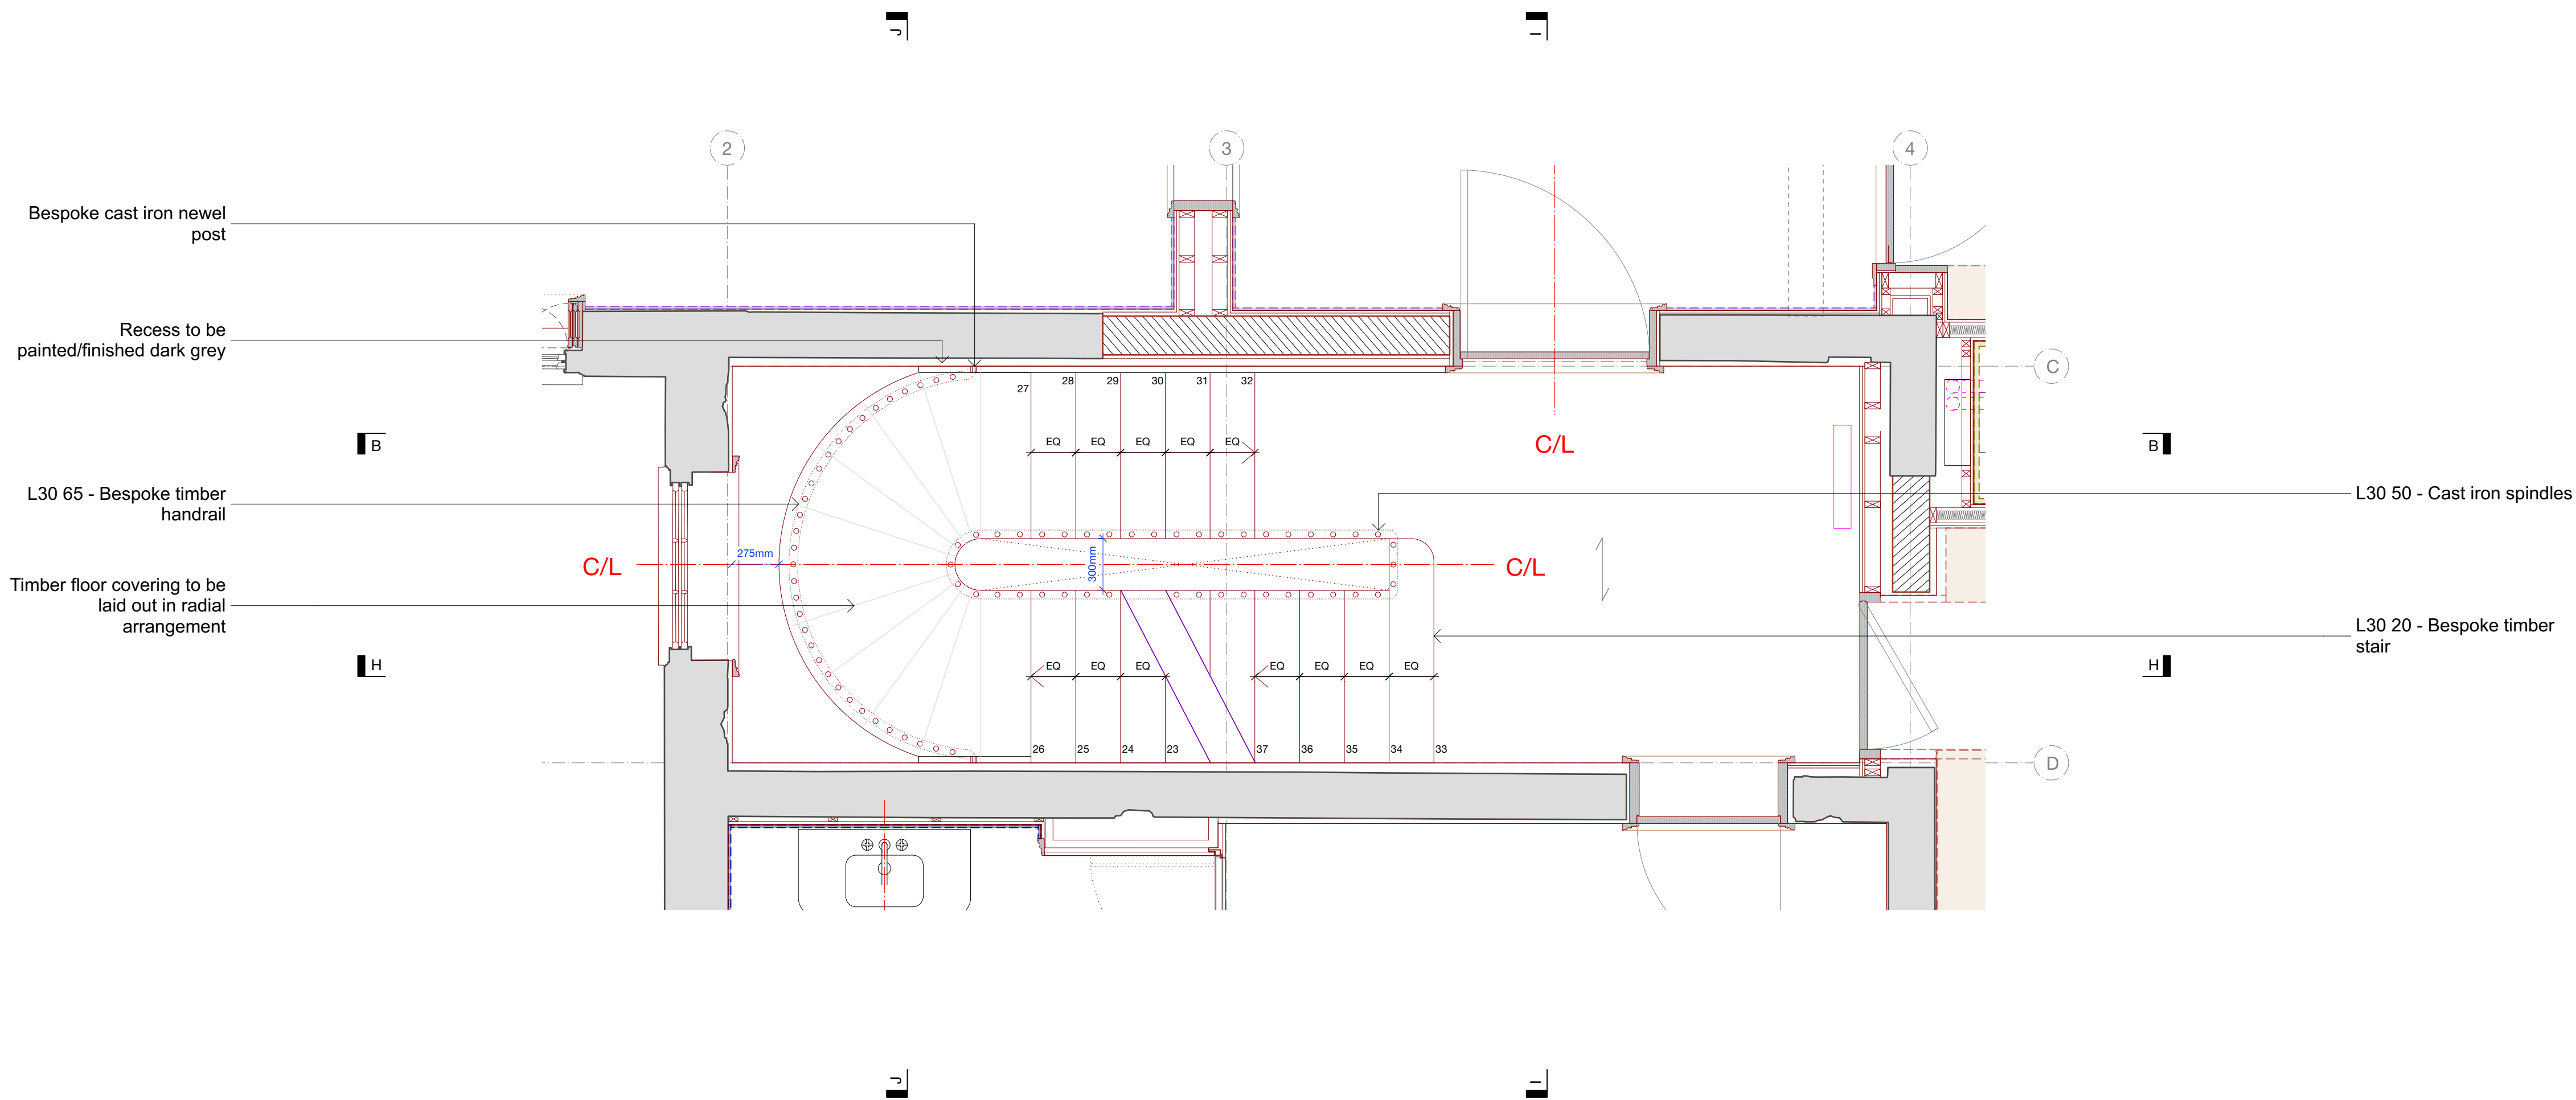 J
I
2
3
4
Bespoke cast iron newel
post
Recess to be
painted/finished dark grey
C
27
28
29
30
31
32
B
EQ
EQ
EQ
EQ
EQ
C/L
B
L30 65 - Bespoke timber
handrail
L30 50 - Cast iron spindles
275mm
300mm
C/L
C/L
Timber floor covering to be
laid out in radial
arrangement
L30 20 - Bespoke timber
stair
H
EQ
EQ
EQ
EQ
EQ
EQ
EQ
H
26
25
24
23
37
36
35
34
33
D
J
I